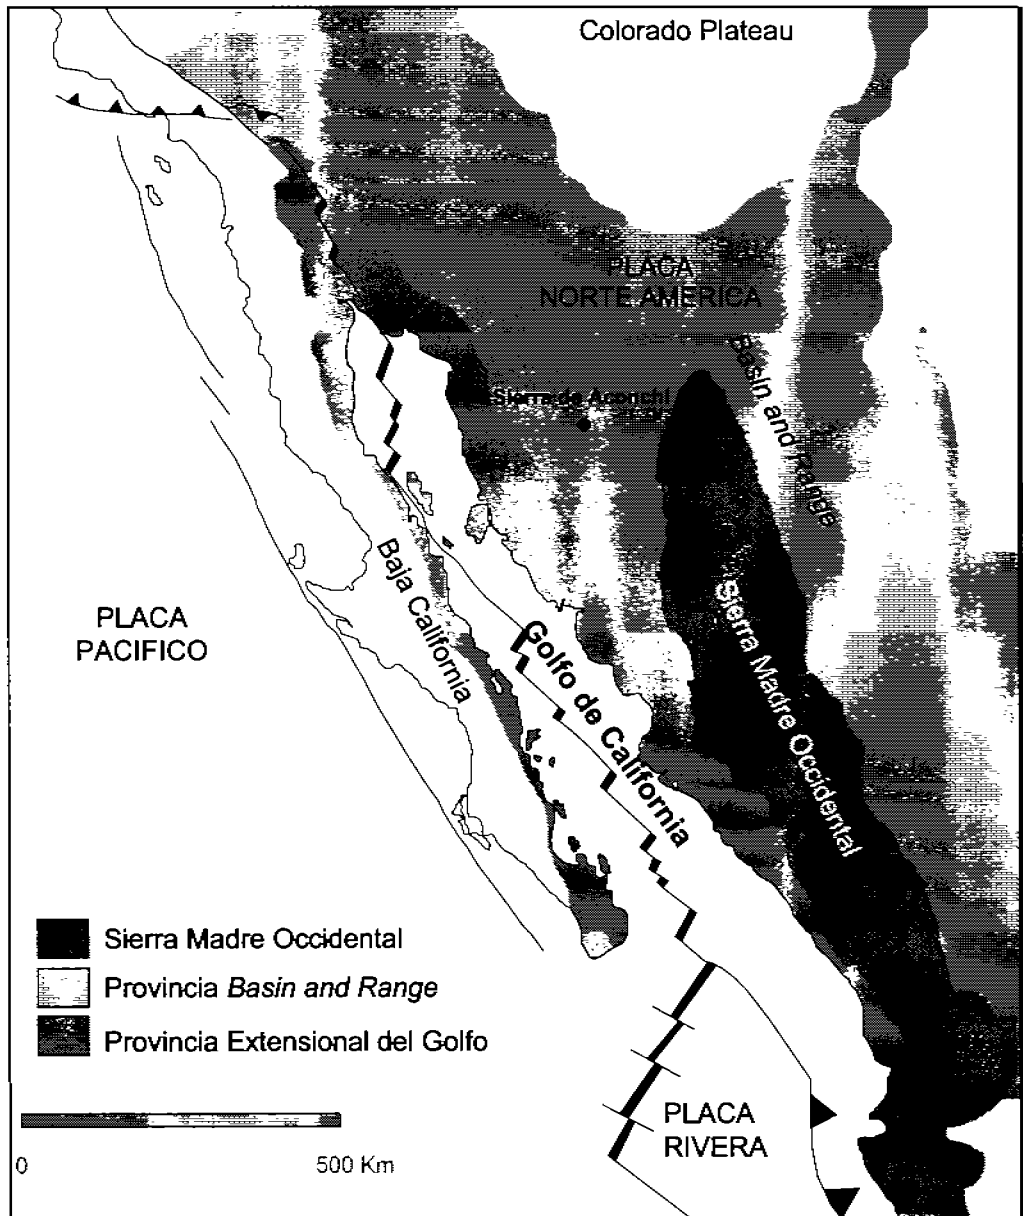 Colorado Plateau
PLACA
NORTE AMERICA
Basin and Range
Sierra de Aconchi
Baja California
PLACA
PACIFICO
Golfo de California
Sierra Madre Occidental
Sierra Madre Occidental
Provincia Basin and Range
Provincia Extensional del Golfo
0
500 Km
PLACA
RIVERA